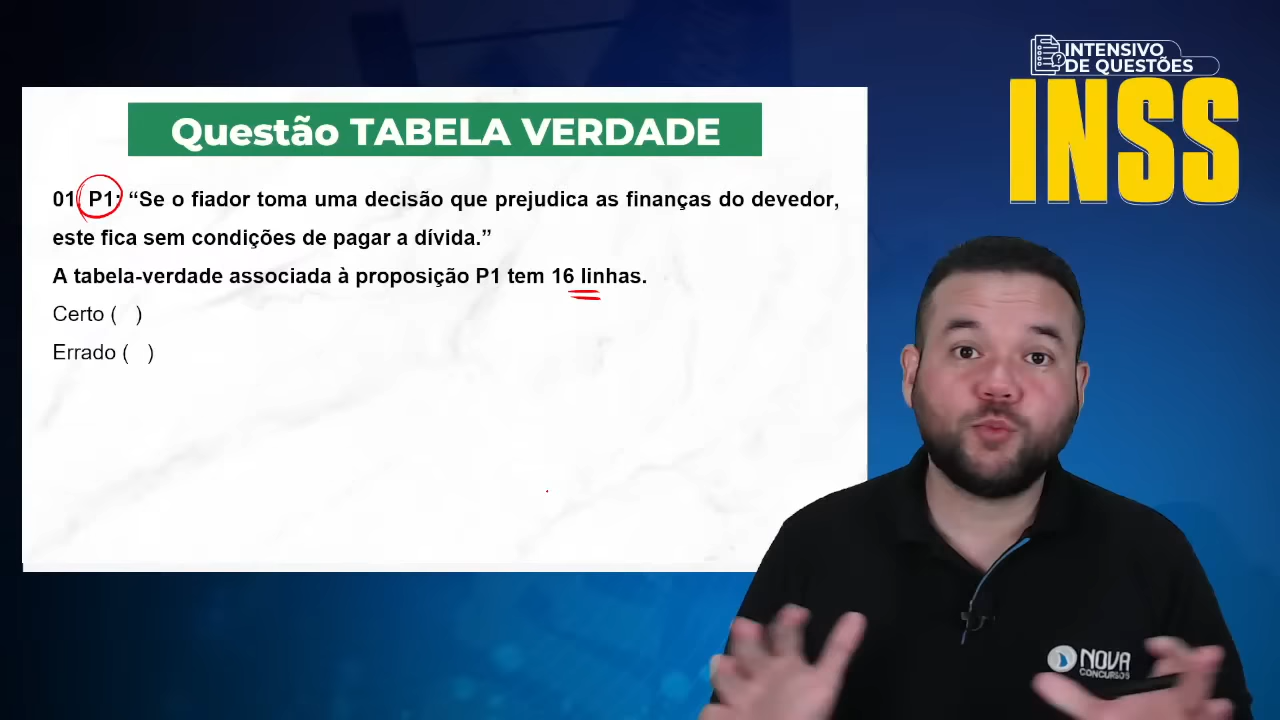 INTENSIVO
DE QUESTÕES
INSS
Questão TABELA VERDADE
01. P1: “Se o fiador toma uma decisão que prejudica as finanças do devedor,
este fica sem condições de pagar a dívida.”
A tabela-verdade associada à proposição P1 tem 16 linhas.
Certo ( )
Errado ( )
NOVA
CONCURSOS